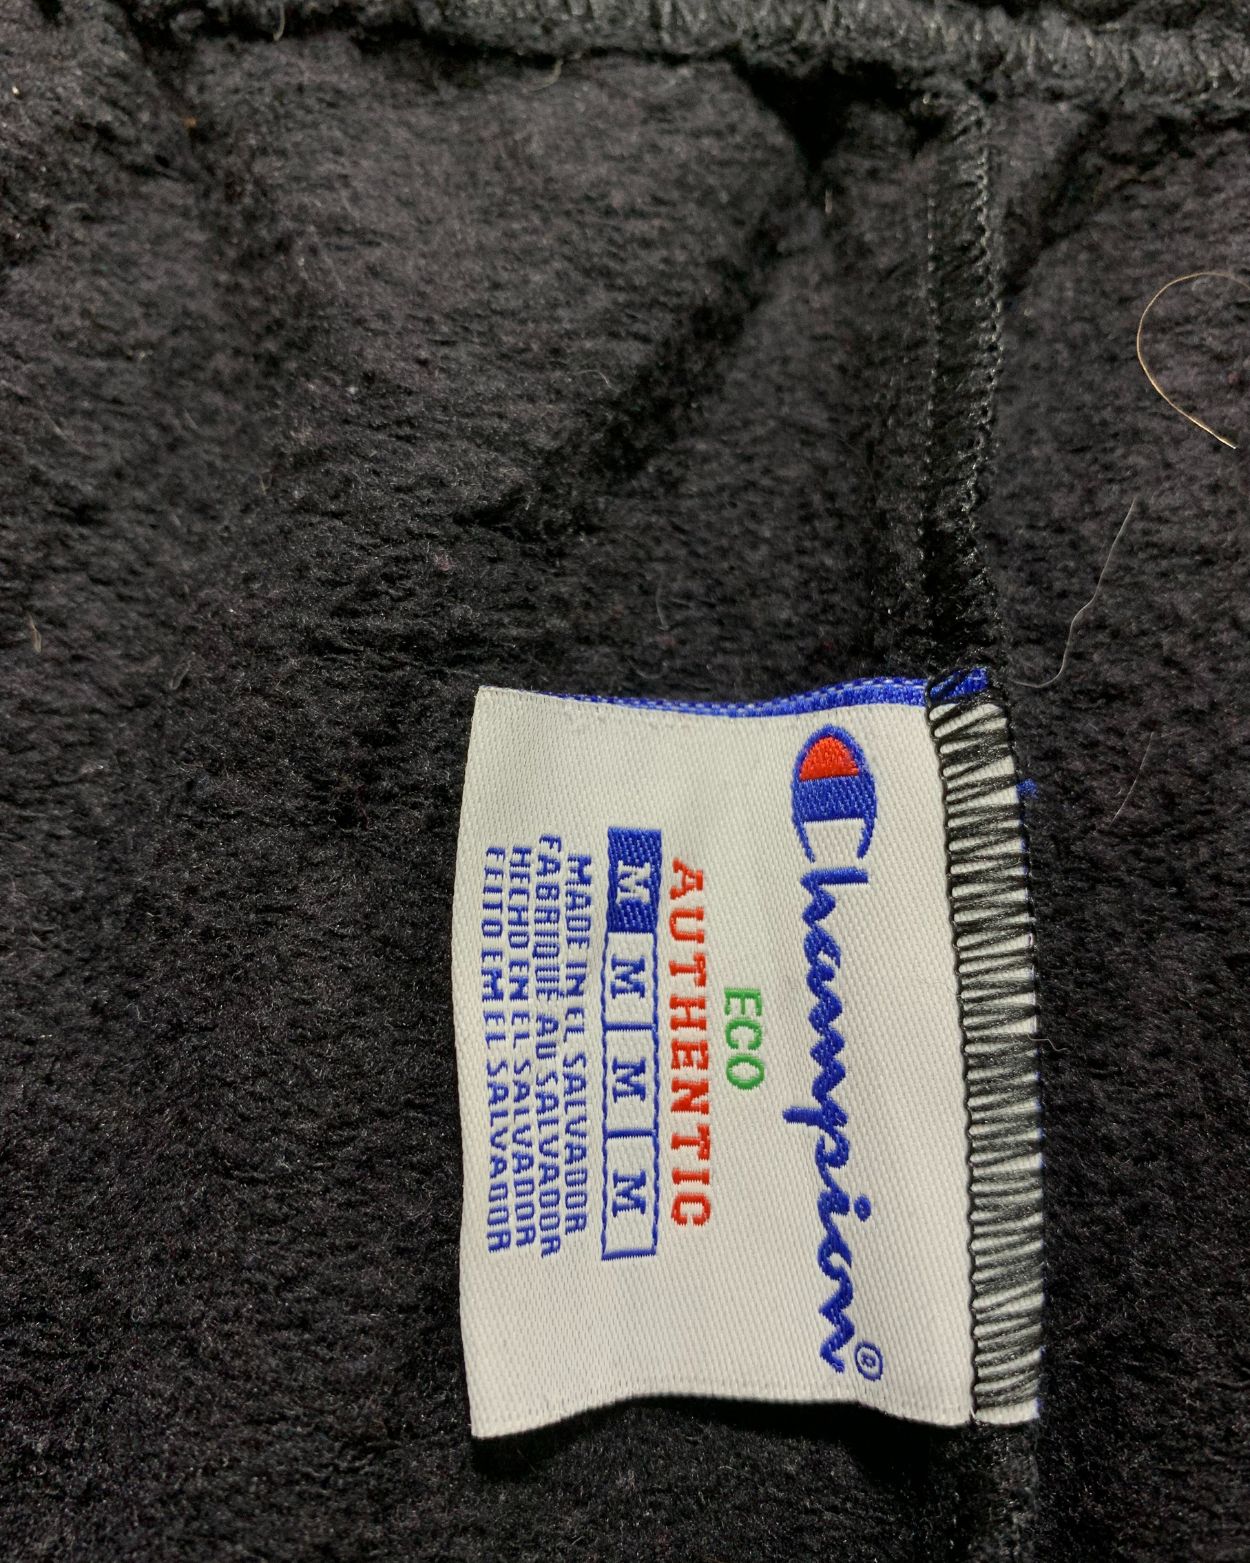 Champion®
ECO
AUTHENTIC
M M M M
MADE IN EL SALVADOR
FABRIQUÉ AU SALVADOR
HECHO EN EL SALVADOR
FEITO EM EL SALVADOR